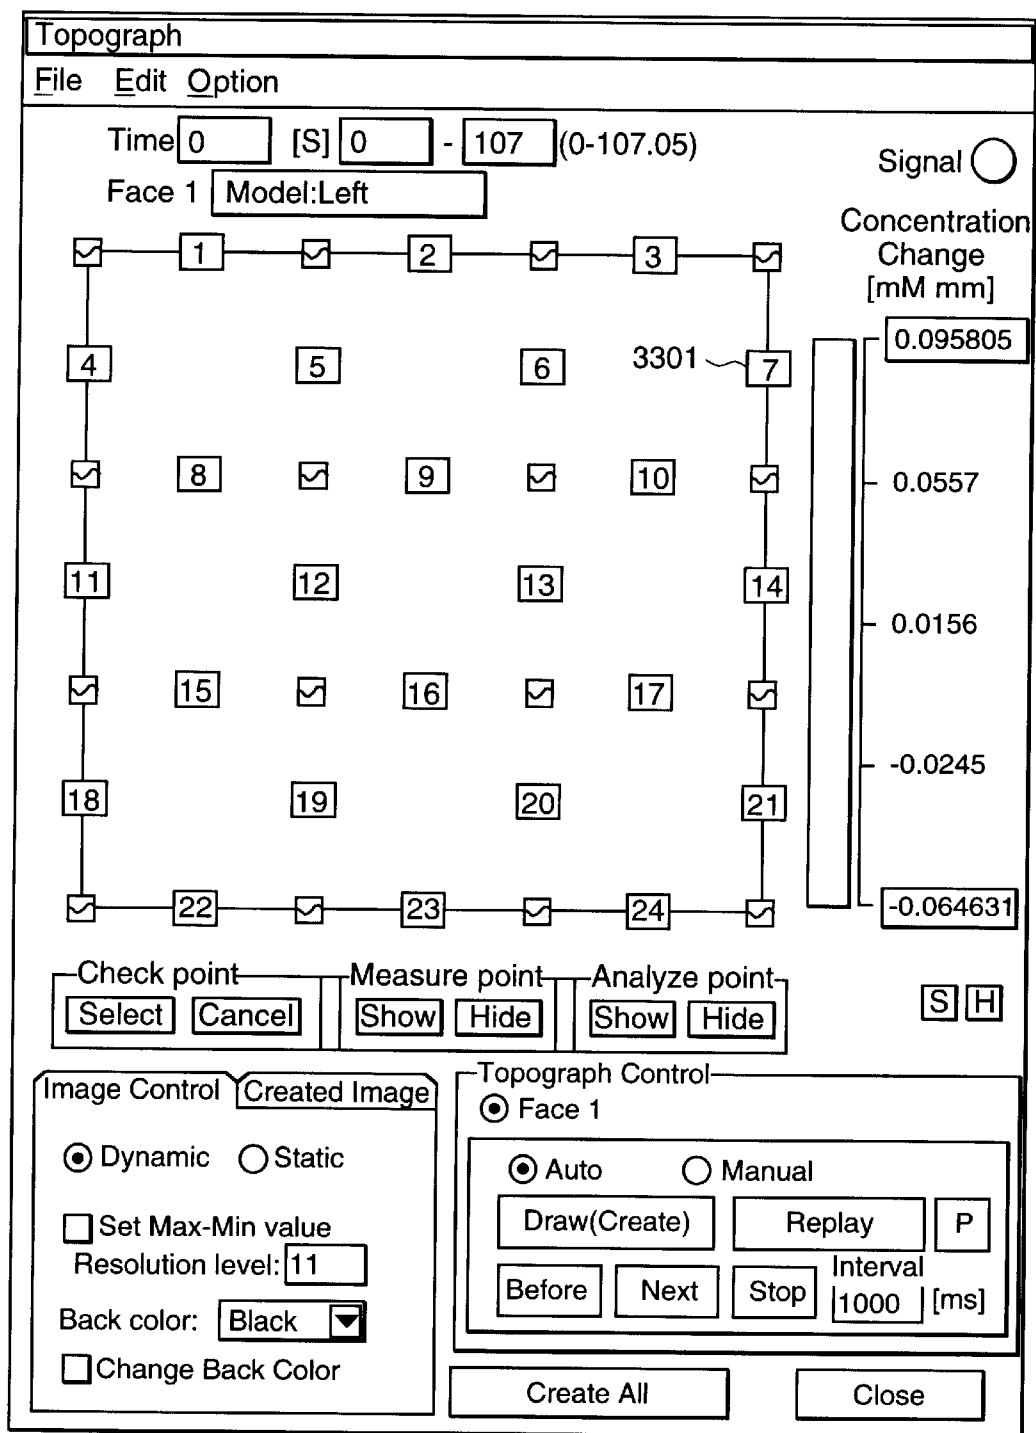 Topograph
File Edit Option
Time 0 [S] 0 - 107 (0-107.05)
Signal
Face 1 Model:Left
Concentration
Change
[mM mm]
1 2 3
0.095805
4 5 6 3301 7
8 9 10 0.0557
11 12 13 14
0.0156
15 16 17
-0.0245
18 19 20 21
22 23 24 -0.064631
Check point Measure point Analyze point
Select Cancel Show Hide Show Hide S H
Image Control Created Image
Topograph Control
Face 1
Dynamic Static
Auto Manual
Set Max-Min value
Draw(Create) Replay P
Resolution level: 11
Before Next Stop Interval
1000 [ms]
Back color: Black
Change Back Color
Create All Close